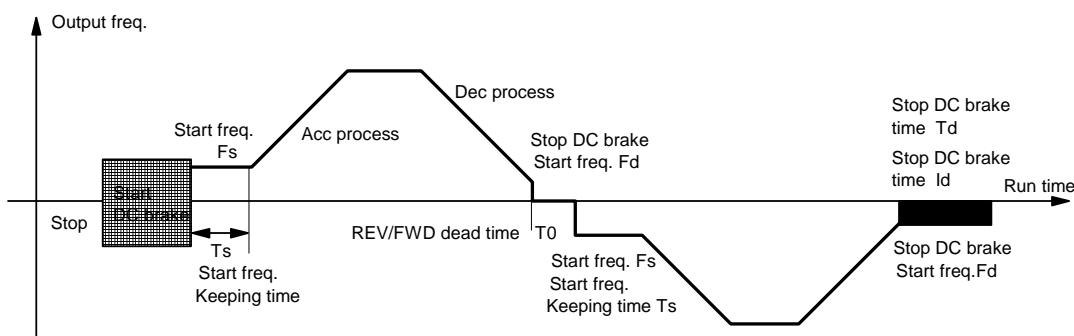 Output freq.
Dec process
Stop DC brake
time Td
Start freq.
Fs
Acc process
Stop DC brake
Start freq. Fd
Stop DC brake
time Id
Run time
Start
DC brake
Stop
REV/FWD dead time
T0
Ts
Start freq.
Keeping time
Start freq. Fs
Start freq.
Keeping time Ts
Stop DC brake
Start freq.Fd